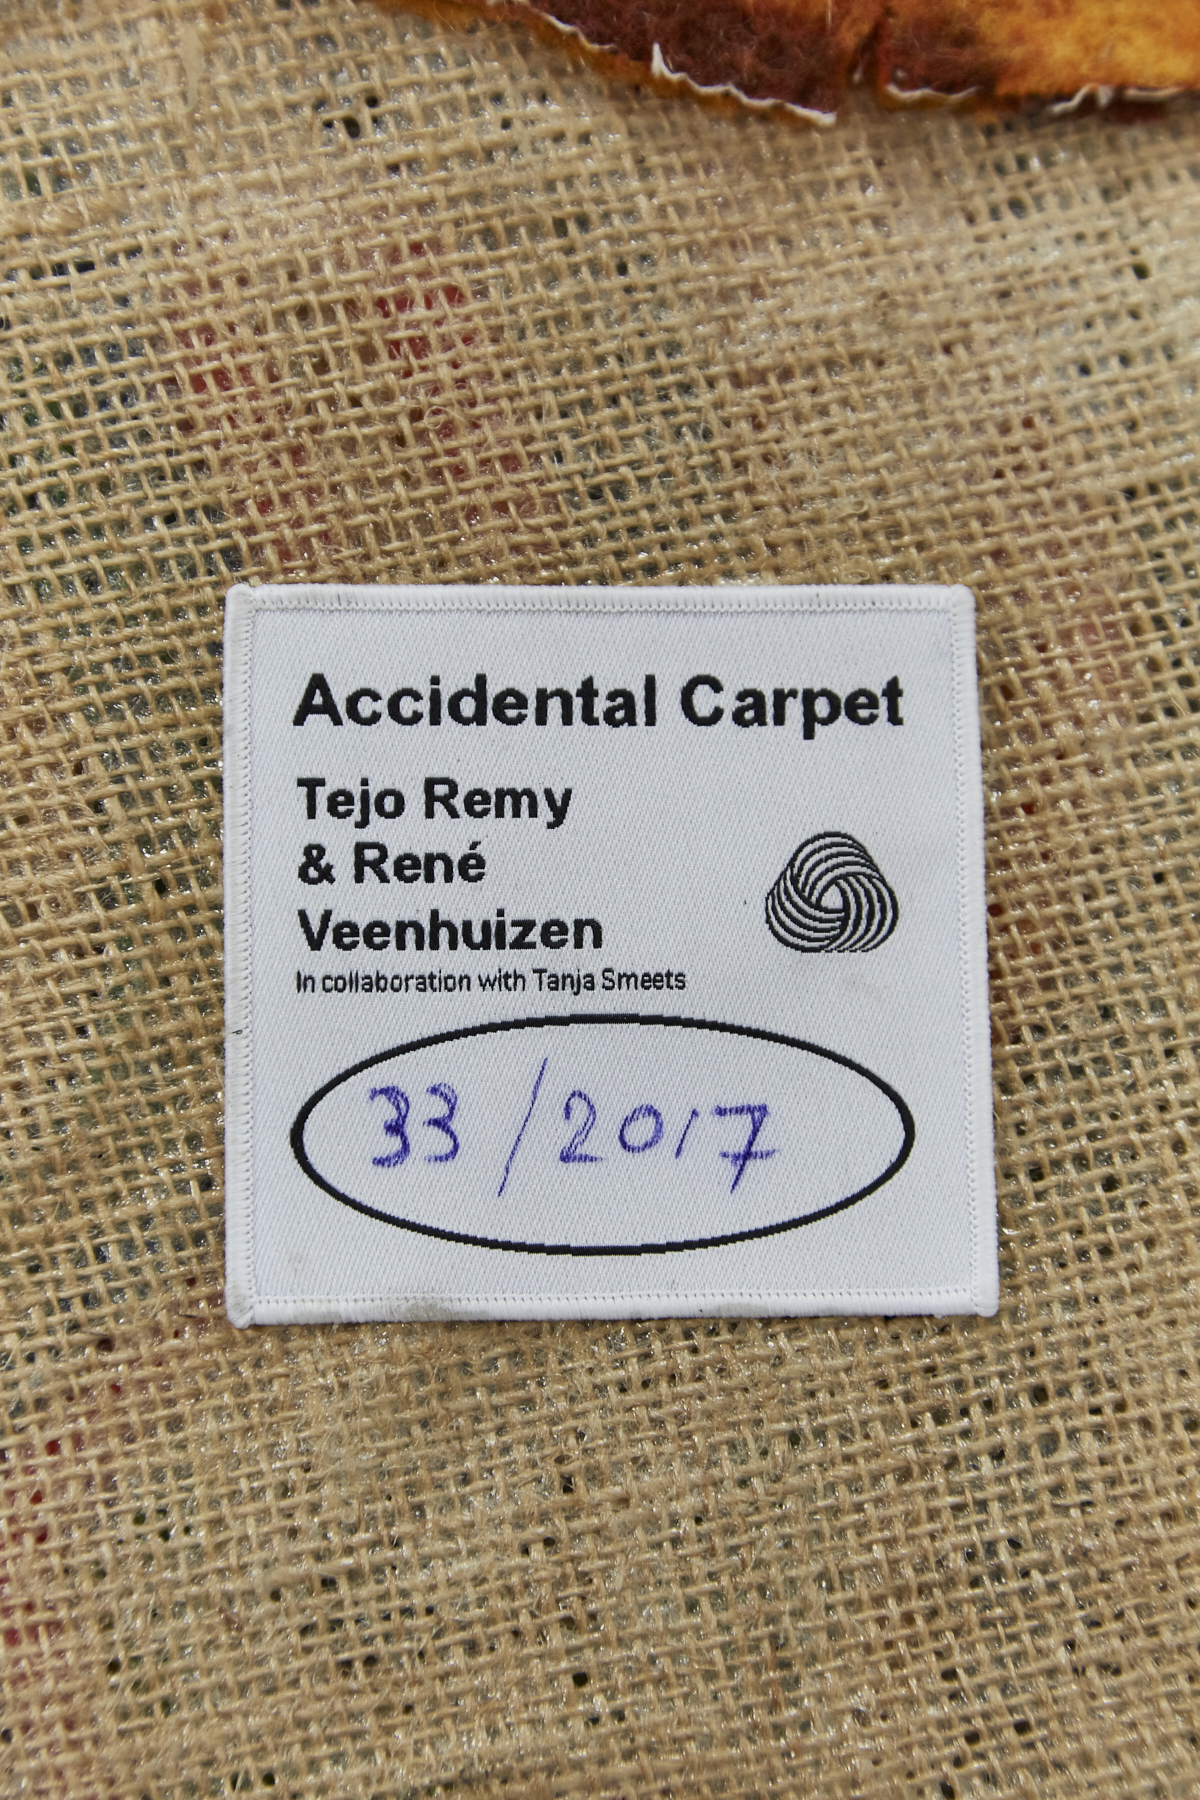 Accidental Carpet
Tejo Remy
& René
Veenhuizen
In collaboration with Tanja Smeets
33 / 2017